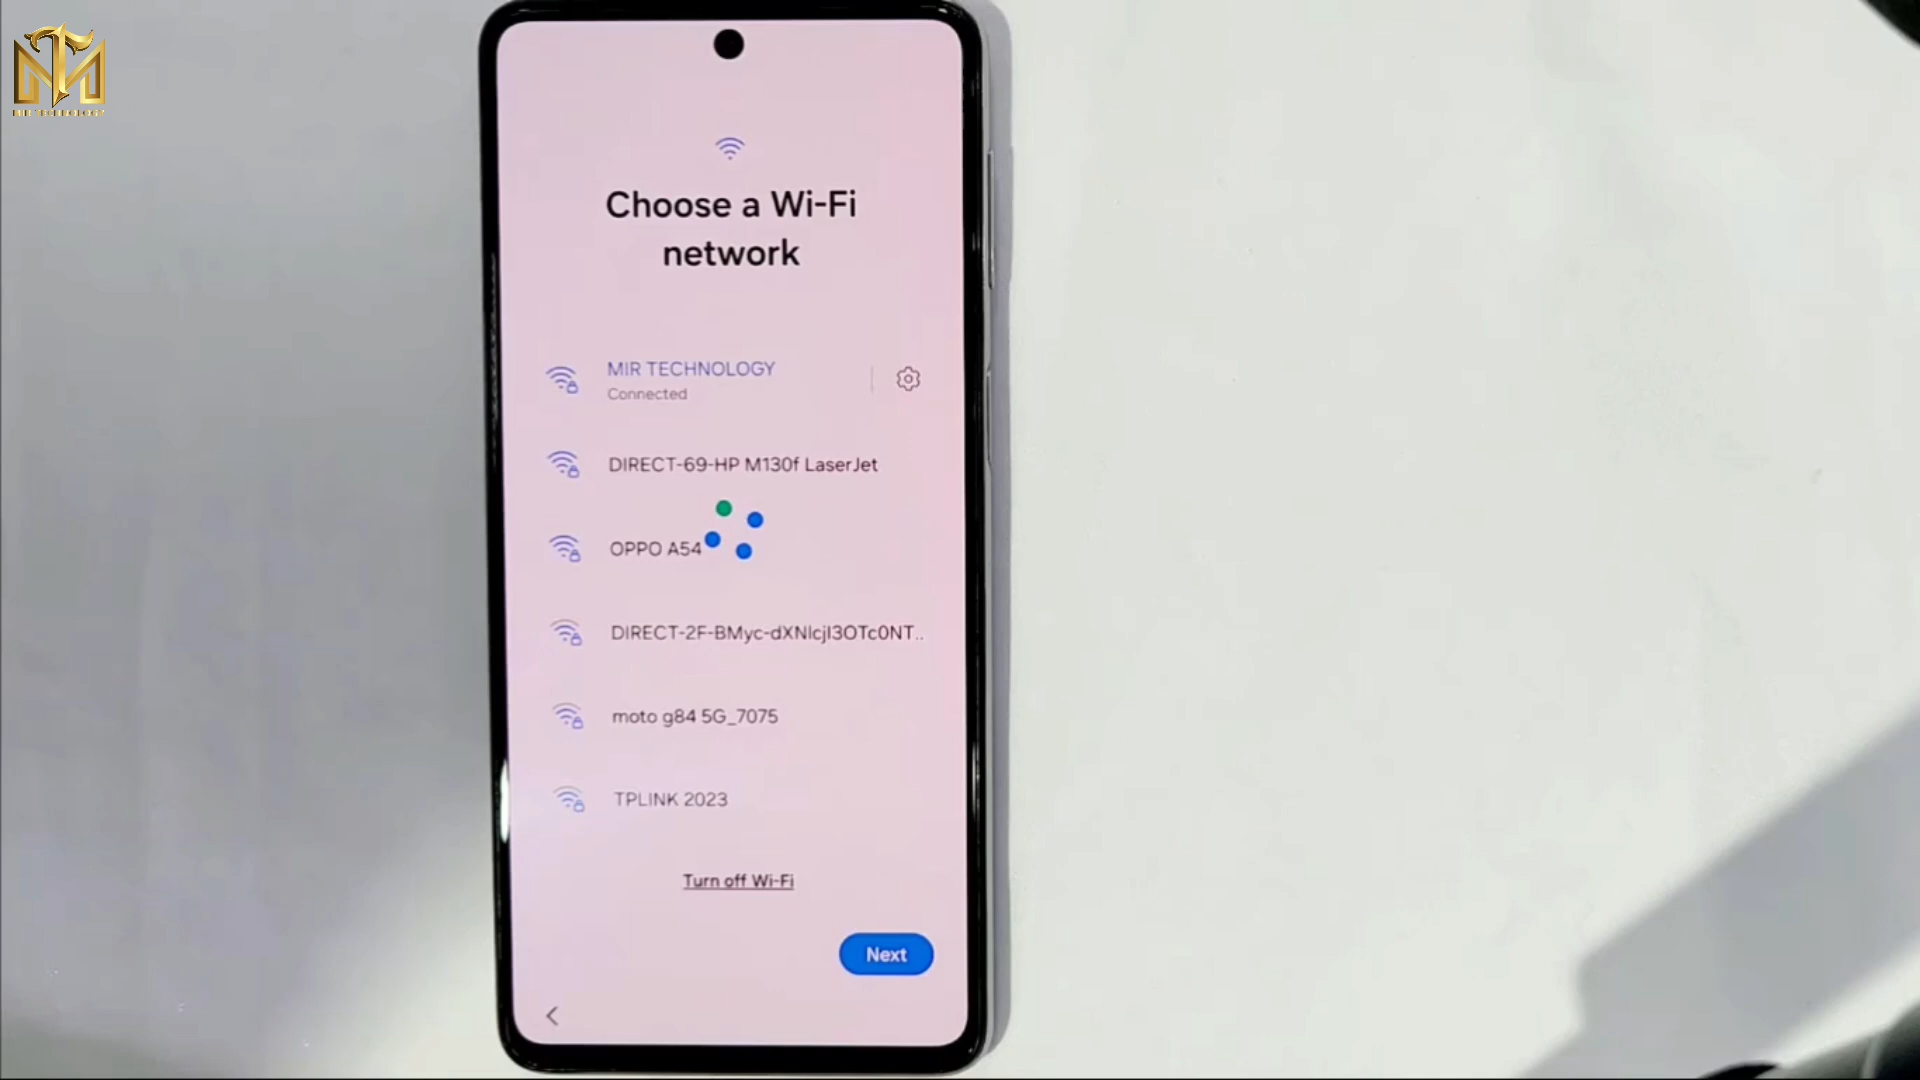 Choose a Wi-Fi
network
MIR TECHNOLOGY
Connected
DIRECT-69-HP M130f LaserJet
OPPO A54
DIRECT-2F-BMyc-dXNlcjI3OTc0NT..
moto g84 5G_7075
TPLINK 2023
Turn off Wi-Fi
Next